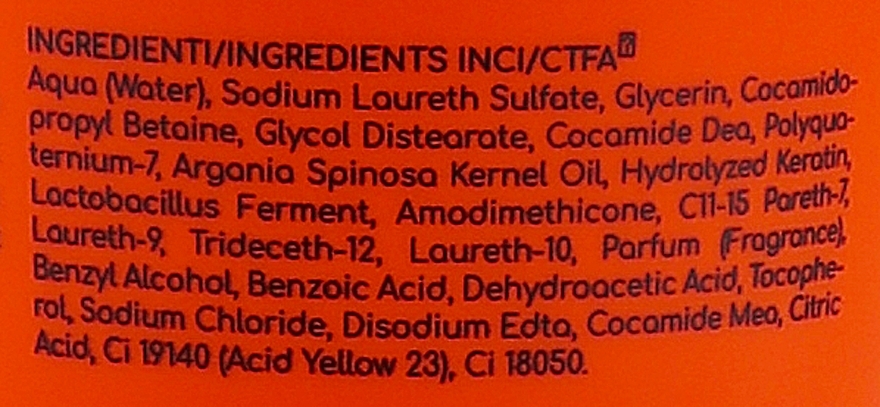 INGREDIENTI/INGREDIENTS INCI/CTFA
Aqua (Water), Sodium Laureth Sulfate, Glycerin, Cocamido-
propyl Betaine, Glycol Distearate, Cocamide Dea, Polyqua-
ternium-7, Argania Spinosa Kernel Oil, Hydrolyzed Keratin,
Lactobacillus Ferment, Amodimethicone, C11-15 Pareth-7,
Laureth-9, Trideceth-12, Laureth-10, Parfum (Fragrance),
Benzyl Alcohol, Benzoic Acid, Dehydroacetic Acid, Tocophe-
rol, Sodium Chloride, Disodium Edta, Cocamide Mea, Citric
Acid, Ci 19140 (Acid Yellow 23), Ci 18050.